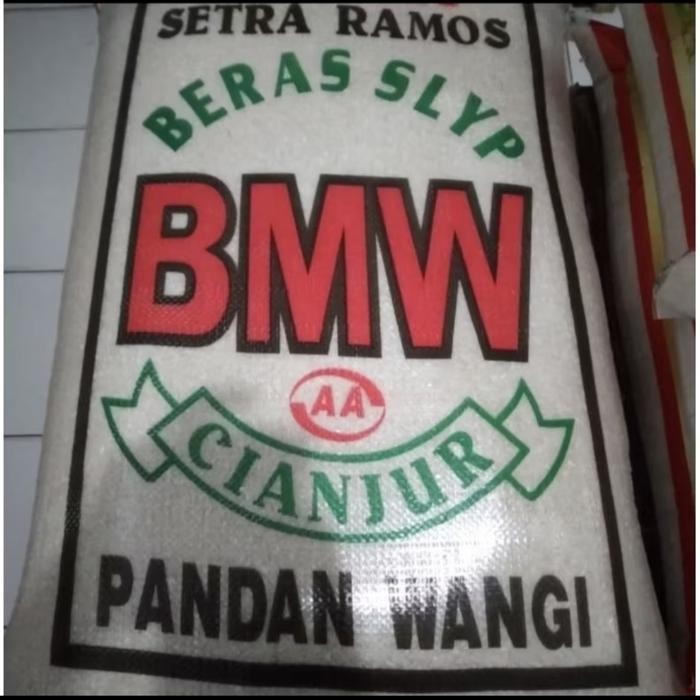 SETRA RAMOS
BERAS SLYP
BMW
AA
CIANJUR
PANDAN WANGI